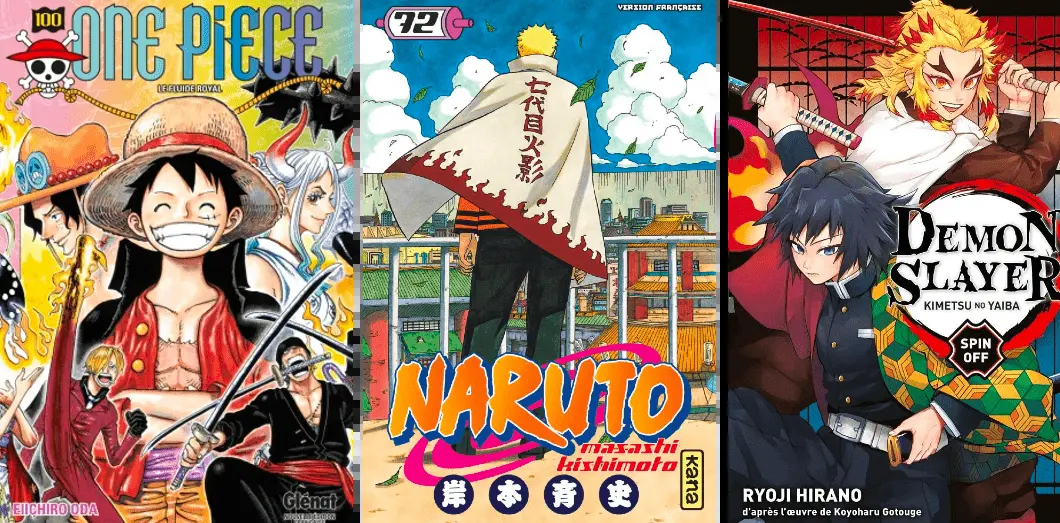 100
ONE PIECE
LE FLUIDE ROYAL
EIICHIRO ODA
Glénat
72
VERSION FRANÇAISE
七代目火影
NARUTO
masashi
kishimoto
岸本斉史
kana
DEMON
SLAYER
KIMETSU NO YAIBA
SPIN
OFF
RYOJI HIRANO
d'après l'œuvre de Koyoharu Gotouge